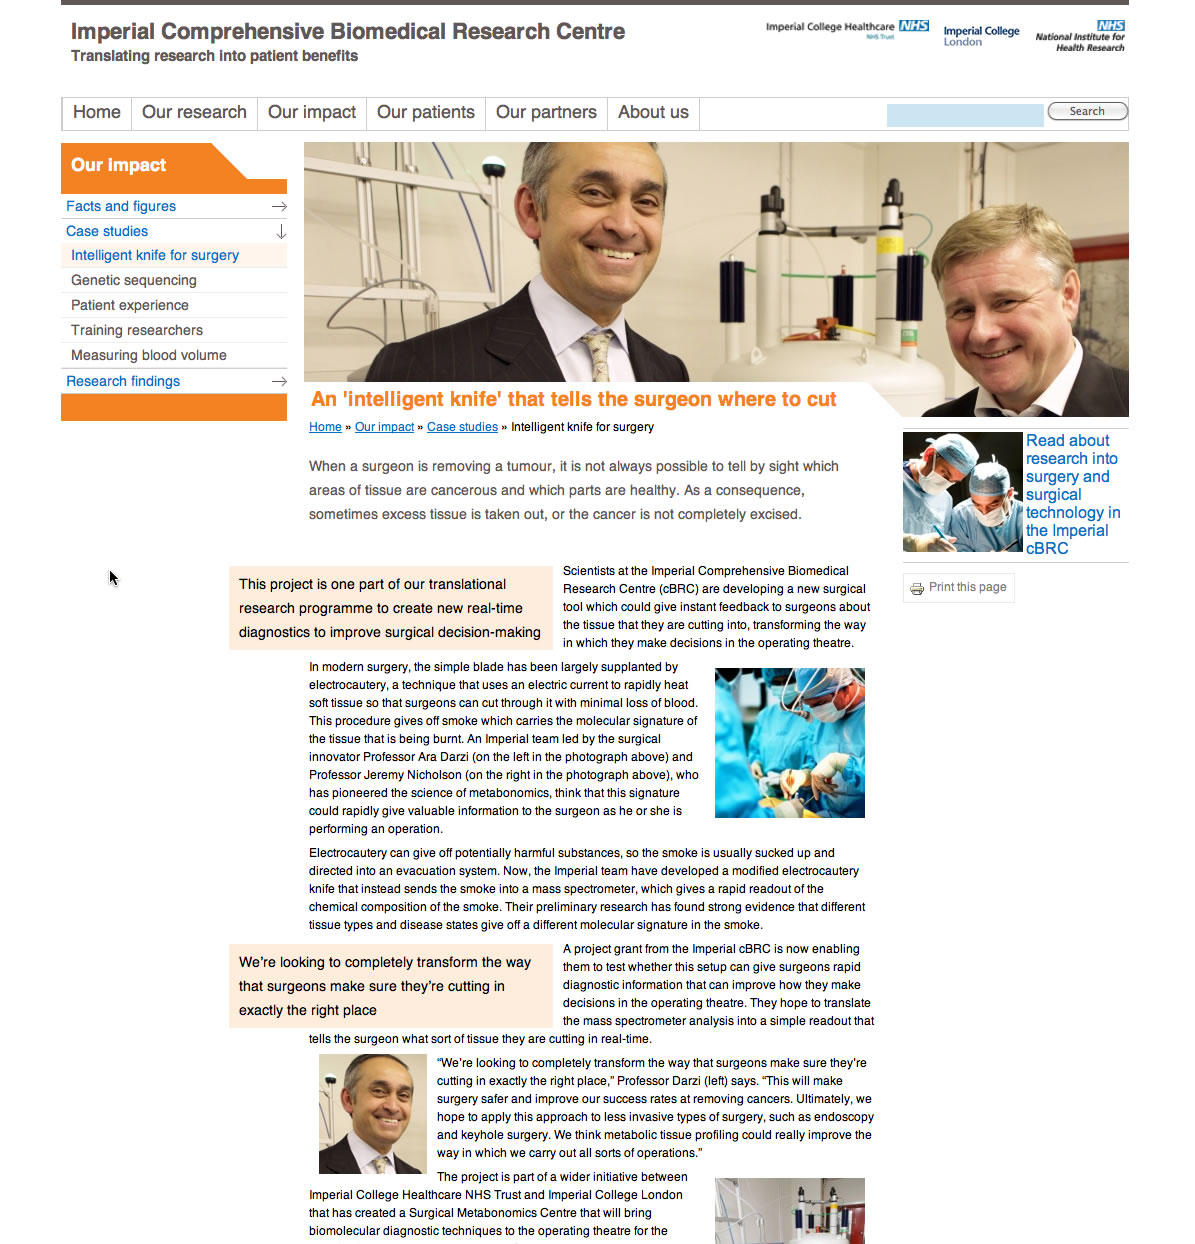 Imperial Comprehensive Biomedical Research Centre
Translating research into patient benefits
Imperial College Healthcare NHS
NHS Trust
Imperial College
London
NHS
National Institute for
Health Research
Home
Our research
Our impact
Our patients
Our partners
About us
Search
Our impact
Facts and figures
Case studies
Intelligent knife for surgery
Genetic sequencing
Patient experience
Training researchers
Measuring blood volume
Research findings
An 'intelligent knife' that tells the surgeon where to cut
Home » Our impact » Case studies » Intelligent knife for surgery
When a surgeon is removing a tumour, it is not always possible to tell by sight which
areas of tissue are cancerous and which parts are healthy. As a consequence,
sometimes excess tissue is taken out, or the cancer is not completely excised.
Read about
research into
surgery and
surgical
technology in
the Imperial
cBRC
Print this page
This project is one part of our translational
research programme to create new real-time
diagnostics to improve surgical decision-making
Scientists at the Imperial Comprehensive Biomedical
Research Centre (cBRC) are developing a new surgical
tool which could give instant feedback to surgeons about
the tissue that they are cutting into, transforming the way
in which they make decisions in the operating theatre.
In modern surgery, the simple blade has been largely supplanted by
electrocautery, a technique that uses an electric current to rapidly heat
soft tissue so that surgeons can cut through it with minimal loss of blood.
This procedure gives off smoke which carries the molecular signature of
the tissue that is being burnt. An Imperial team led by the surgical
innovator Professor Ara Darzi (on the left in the photograph above) and
Professor Jeremy Nicholson (on the right in the photograph above), who
has pioneered the science of metabonomics, think that this signature
could rapidly give valuable information to the surgeon as he or she is
performing an operation.
Electrocautery can give off potentially harmful substances, so the smoke is usually sucked up and
directed into an evacuation system. Now, the Imperial team have developed a modified electrocautery
knife that instead sends the smoke into a mass spectrometer, which gives a rapid readout of the
chemical composition of the smoke. Their preliminary research has found strong evidence that different
tissue types and disease states give off a different molecular signature in the smoke.
We're looking to completely transform the way
that surgeons make sure they're cutting in
exactly the right place
A project grant from the Imperial cBRC is now enabling
them to test whether this setup can give surgeons rapid
diagnostic information that can improve how they make
decisions in the operating theatre. They hope to translate
the mass spectrometer analysis into a simple readout that
tells the surgeon what sort of tissue they are cutting in real-time.
“We're looking to completely transform the way that surgeons make sure they're
cutting in exactly the right place,” Professor Darzi (left) says. “This will make
surgery safer and improve our success rates at removing cancers. Ultimately, we
hope to apply this approach to less invasive types of surgery, such as endoscopy
and keyhole surgery. We think metabolic tissue profiling could really improve the
way in which we carry out all sorts of operations.”
The project is part of a wider initiative between
Imperial College Healthcare NHS Trust and Imperial College London
that has created a Surgical Metabonomics Centre that will bring
biomolecular diagnostic techniques to the operating theatre for the